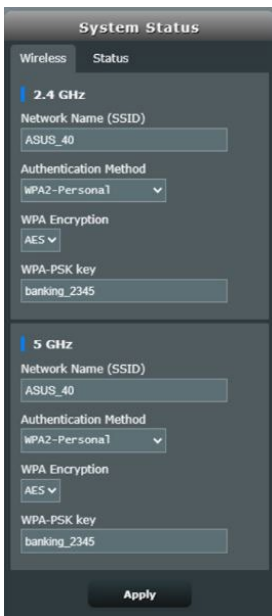 System Status
Wireless Status
2.4 GHz
Network Name (SSID)
ASUS_40
Authentication Method
WPA2-Personal
WPA Encryption
AES
WPA-PSK key
banking_2345
5 GHz
Network Name (SSID)
ASUS_40
Authentication Method
WPA2-Personal
WPA Encryption
AES
WPA-PSK key
banking_2345
Apply